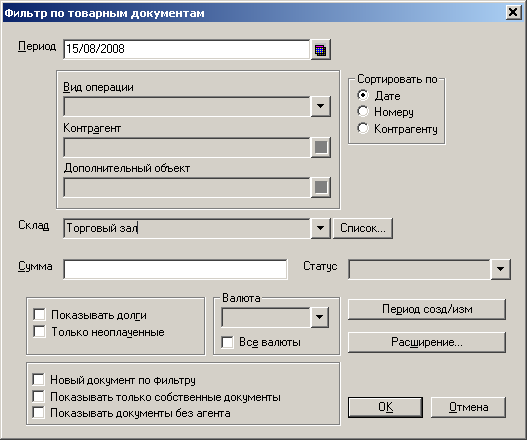 Фильтр по товарным документам
Период 15/08/2008
Вид операции
Контрагент
Дополнительный объект
Сортировать по
Дате
Номеру
Контрагенту
Склад Торговый зал Список...
Сумма Статус
Показывать долги
Только неоплаченные
Валюта
Все валюты
Период созд/изм
Расширение...
Новый документ по фильтру
Показывать только собственные документы
Показывать документы без агента
OK Отмена